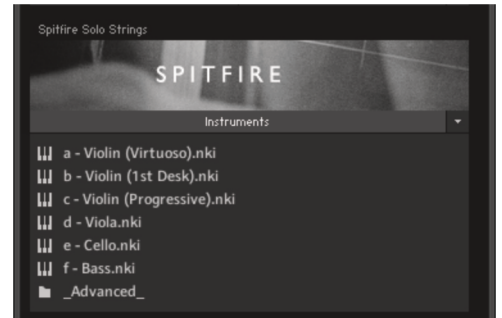 Spitfire Solo Strings
SPITFIRE
Instruments
a - Violin (Virtuoso).nki
b - Violin (1st Desk).nki
c - Violin (Progressive).nki
d - Viola.nki
e - Cello.nki
f - Bass.nki
_Advanced_